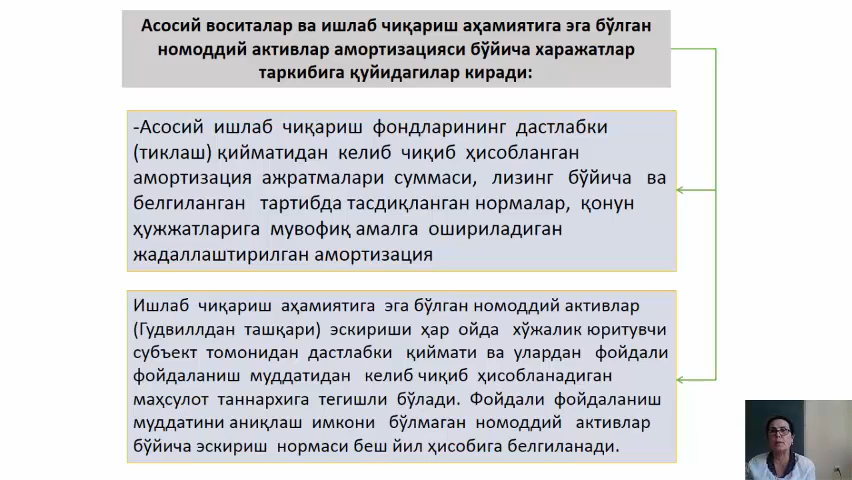 Асосий воситалар ва ишлаб чиқариш аҳамиятига эга бўлган
номоддий активлар амортизацияси бўйича харажатлар
таркибига қуйидагилар киради:
-Асосий ишлаб чиқариш фондларининг дастлабки
(тиклаш) қийматидан келиб чиқиб ҳисобланган
амортизация ажратмалари суммаси, лизинг бўйича ва
белгиланган тартибда тасдиқланган нормалар, қонун
ҳужжатларига мувофиқ амалга ошириладиган
жадаллаштирилган амортизация
Ишлаб чиқариш аҳамиятига эга бўлган номоддий активлар
(Гудвиллдан ташқари) эскириши ҳар ойда хўжалик юритувчи
субъект томонидан дастлабки қиймати ва улардан фойдали
фойдаланиш муддатидан келиб чиқиб ҳисобланадиган
маҳсулот таннархига тегишли бўлади. Фойдали фойдаланиш
муддатини аниқлаш имкони бўлмаган номоддий активлар
бўйича эскириш нормаси беш йил ҳисобига белгиланади.